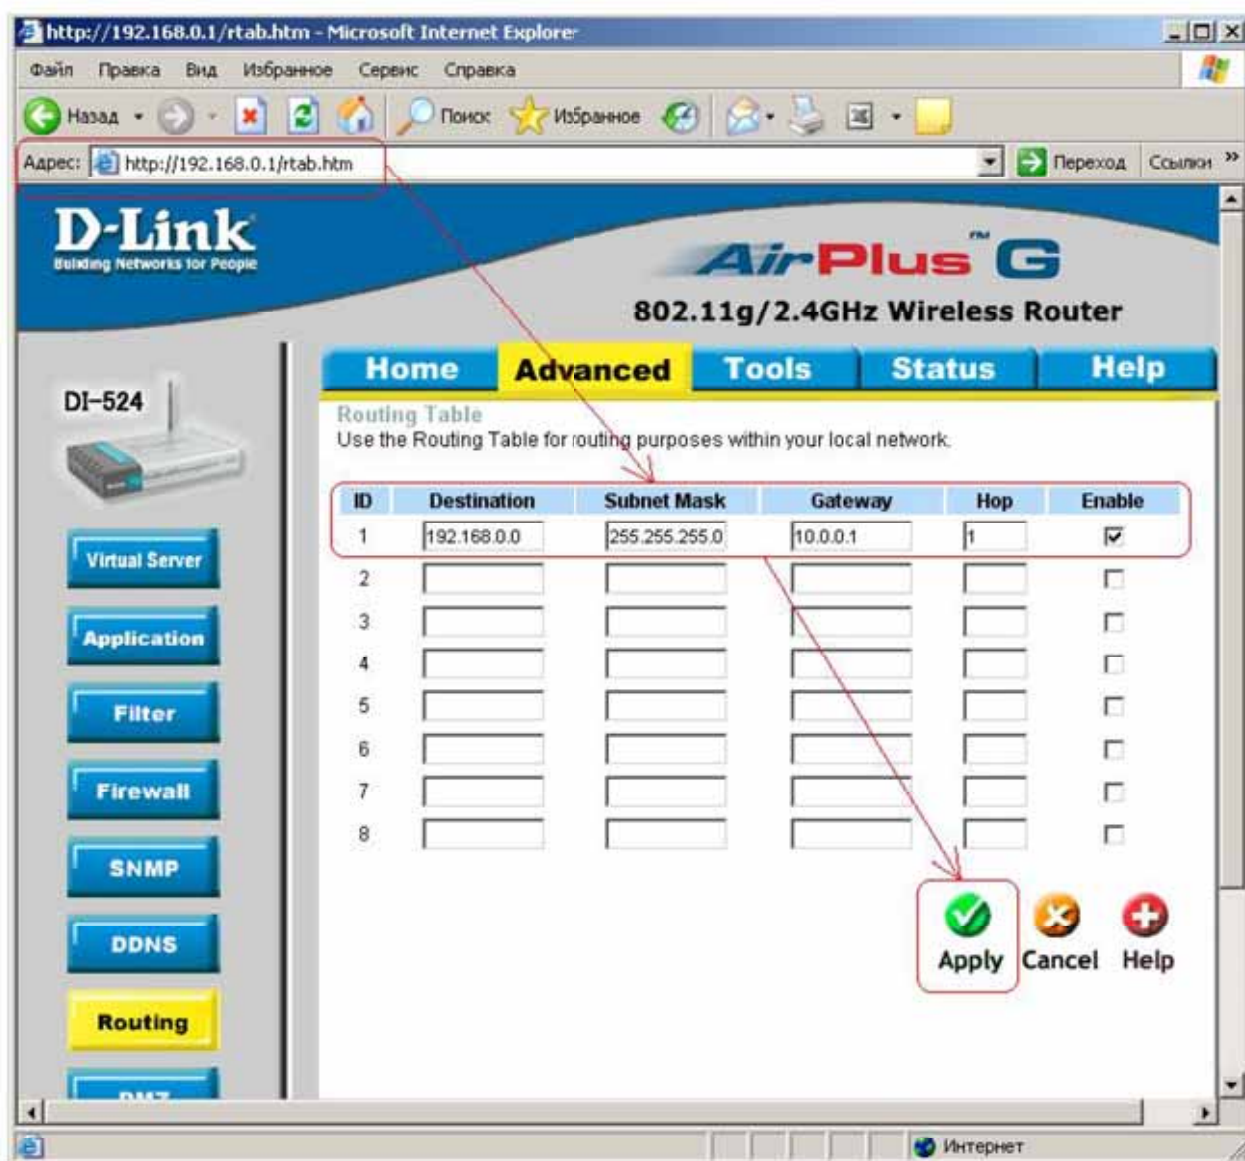 http://192.168.0.1/rtab.htm - Microsoft Internet Explorer
Файл Правка Вид Избранное Сервис Справка
Назад Поиск Избранное
Адрес: http://192.168.0.1/rtab.htm Переход Ссылки »
D-Link
Building Networks for People
AirPlus G ™
802.11g/2.4GHz Wireless Router
Home Advanced Tools Status Help
DI-524
Virtual Server
Application
Filter
Firewall
SNMP
DDNS
Routing
DMZ
Routing Table
Use the Routing Table for routing purposes within your local network.
ID Destination Subnet Mask Gateway Hop Enable
1 192.168.0.0 255.255.255.0 10.0.0.1 1
2
3
4
5
6
7
8
Apply Cancel Help
Интернет